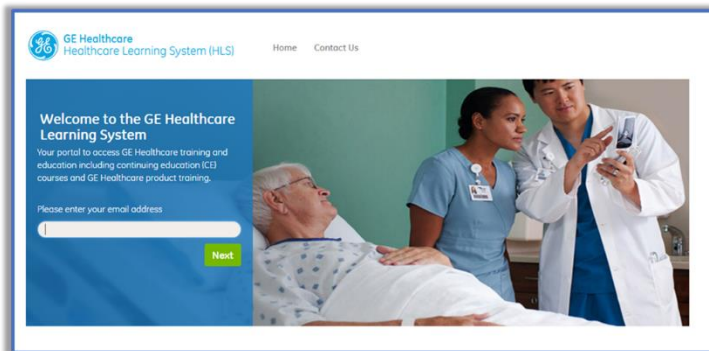 GE Healthcare
Healthcare Learning System (HLS)
Home Contact Us
Welcome to the GE Healthcare
Learning System
Your portal to access GE Healthcare training and
education including continuing education (CE)
courses and GE Healthcare product training.
Please enter your email address
Next